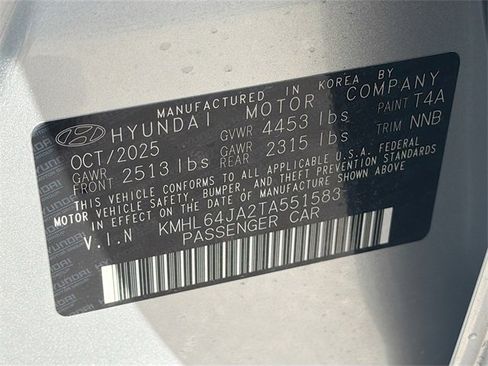 MANUFACTURED IN KOREA BY
HYUNDAI MOTOR COMPANY
OCT/2025 GVWR 4453 lbs PAINT T4A
GAWR FRONT 2513 lbs GAWR REAR 2315 lbs TRIM NNB
THIS VEHICLE CONFORMS TO ALL APPLICABLE U.S.A. FEDERAL
MOTOR VEHICLE SAFETY, BUMPER, AND THEFT PREVENTION STANDARDS
IN EFFECT ON THE DATE OF MANUFACTURE SHOWN ABOVE
V.I.N KMHL64JA2TA551583
PASSENGER CAR